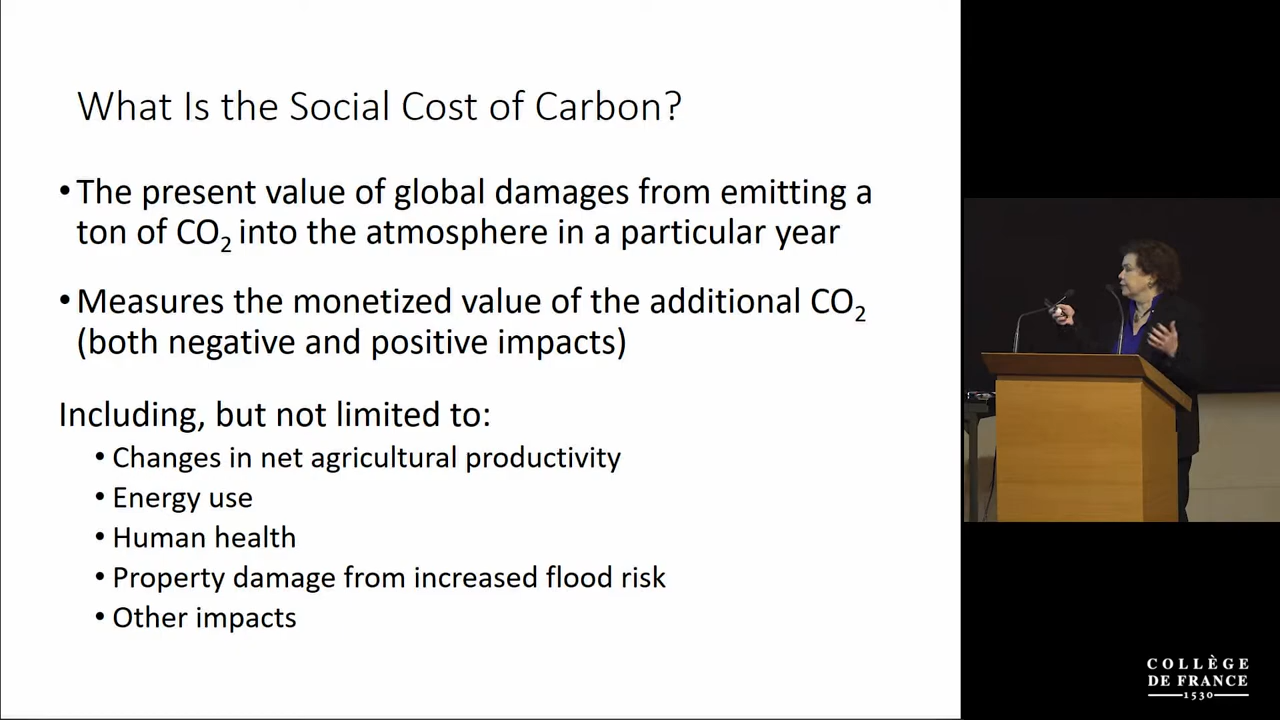 What Is the Social Cost of Carbon?
• The present value of global damages from emitting a
ton of CO₂ into the atmosphere in a particular year
• Measures the monetized value of the additional CO₂
(both negative and positive impacts)
Including, but not limited to:
• Changes in net agricultural productivity
• Energy use
• Human health
• Property damage from increased flood risk
• Other impacts
COLLÈGE
DE FRANCE
1530